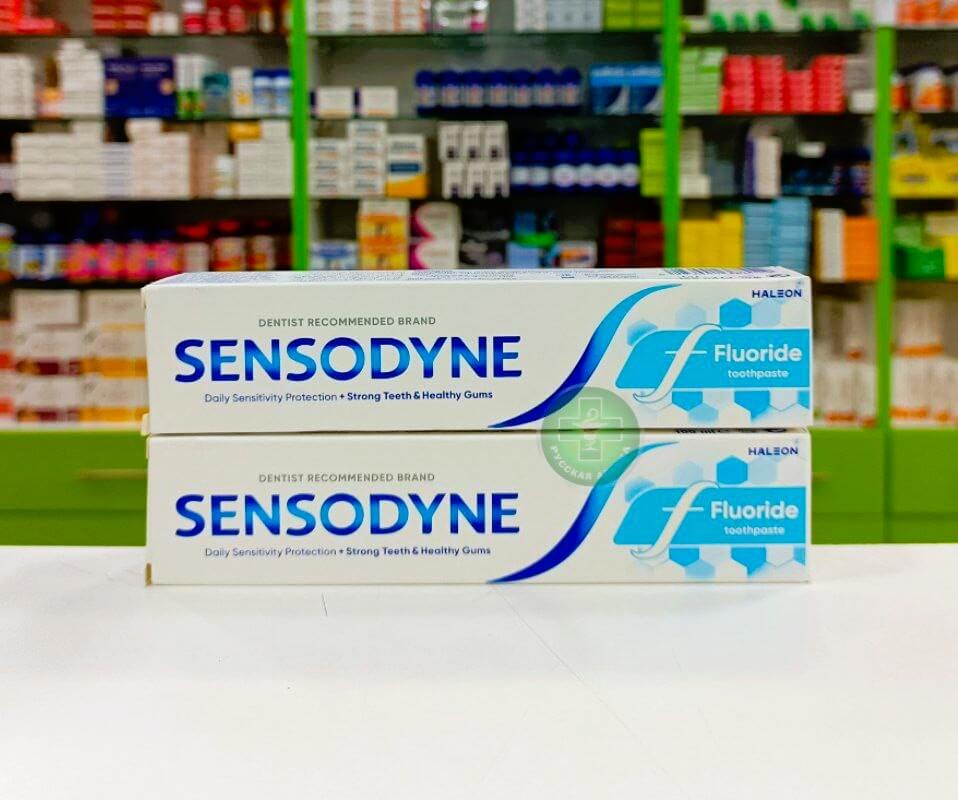 HALEON
DENTIST RECOMMENDED BRAND
SENSODYNE
Daily Sensitivity Protection + Strong Teeth & Healthy Gums
Fluoride
toothpaste
HALEON
DENTIST RECOMMENDED BRAND
SENSODYNE
Daily Sensitivity Protection + Strong Teeth & Healthy Gums
Fluoride
toothpaste
РУССКАЯ